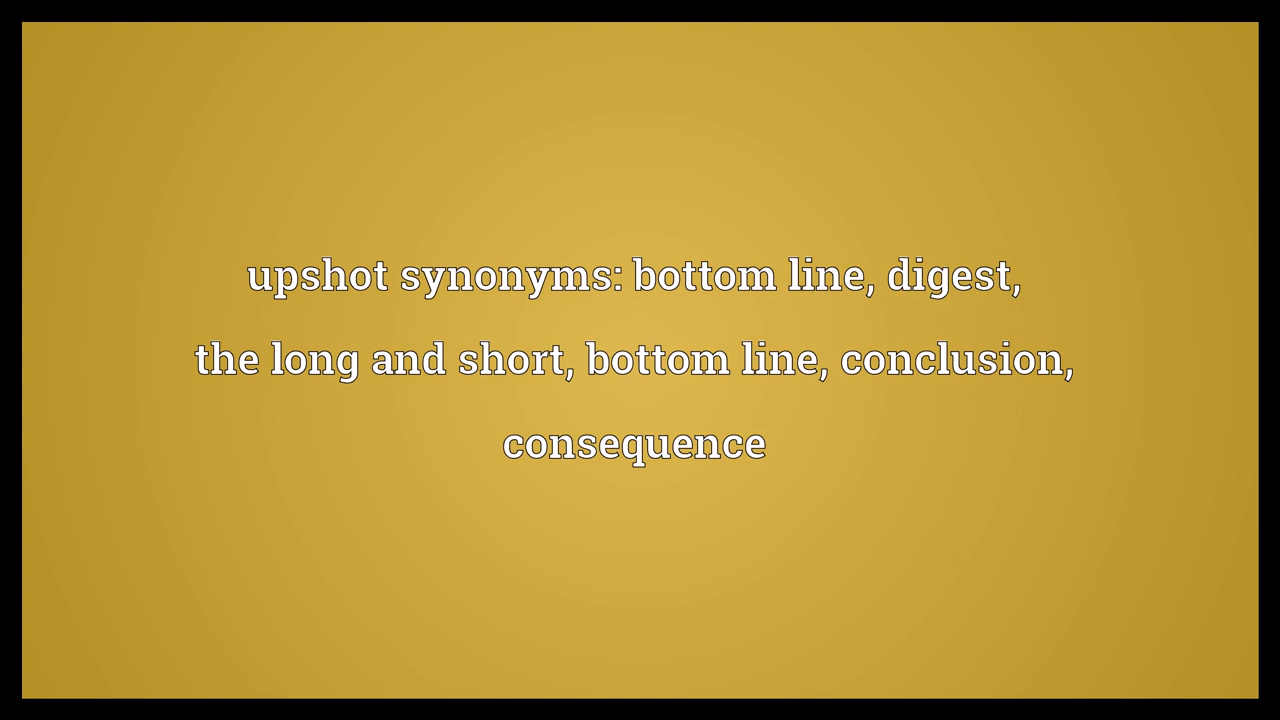 upshot synonyms: bottom line, digest,
the long and short, bottom line, conclusion,
consequence